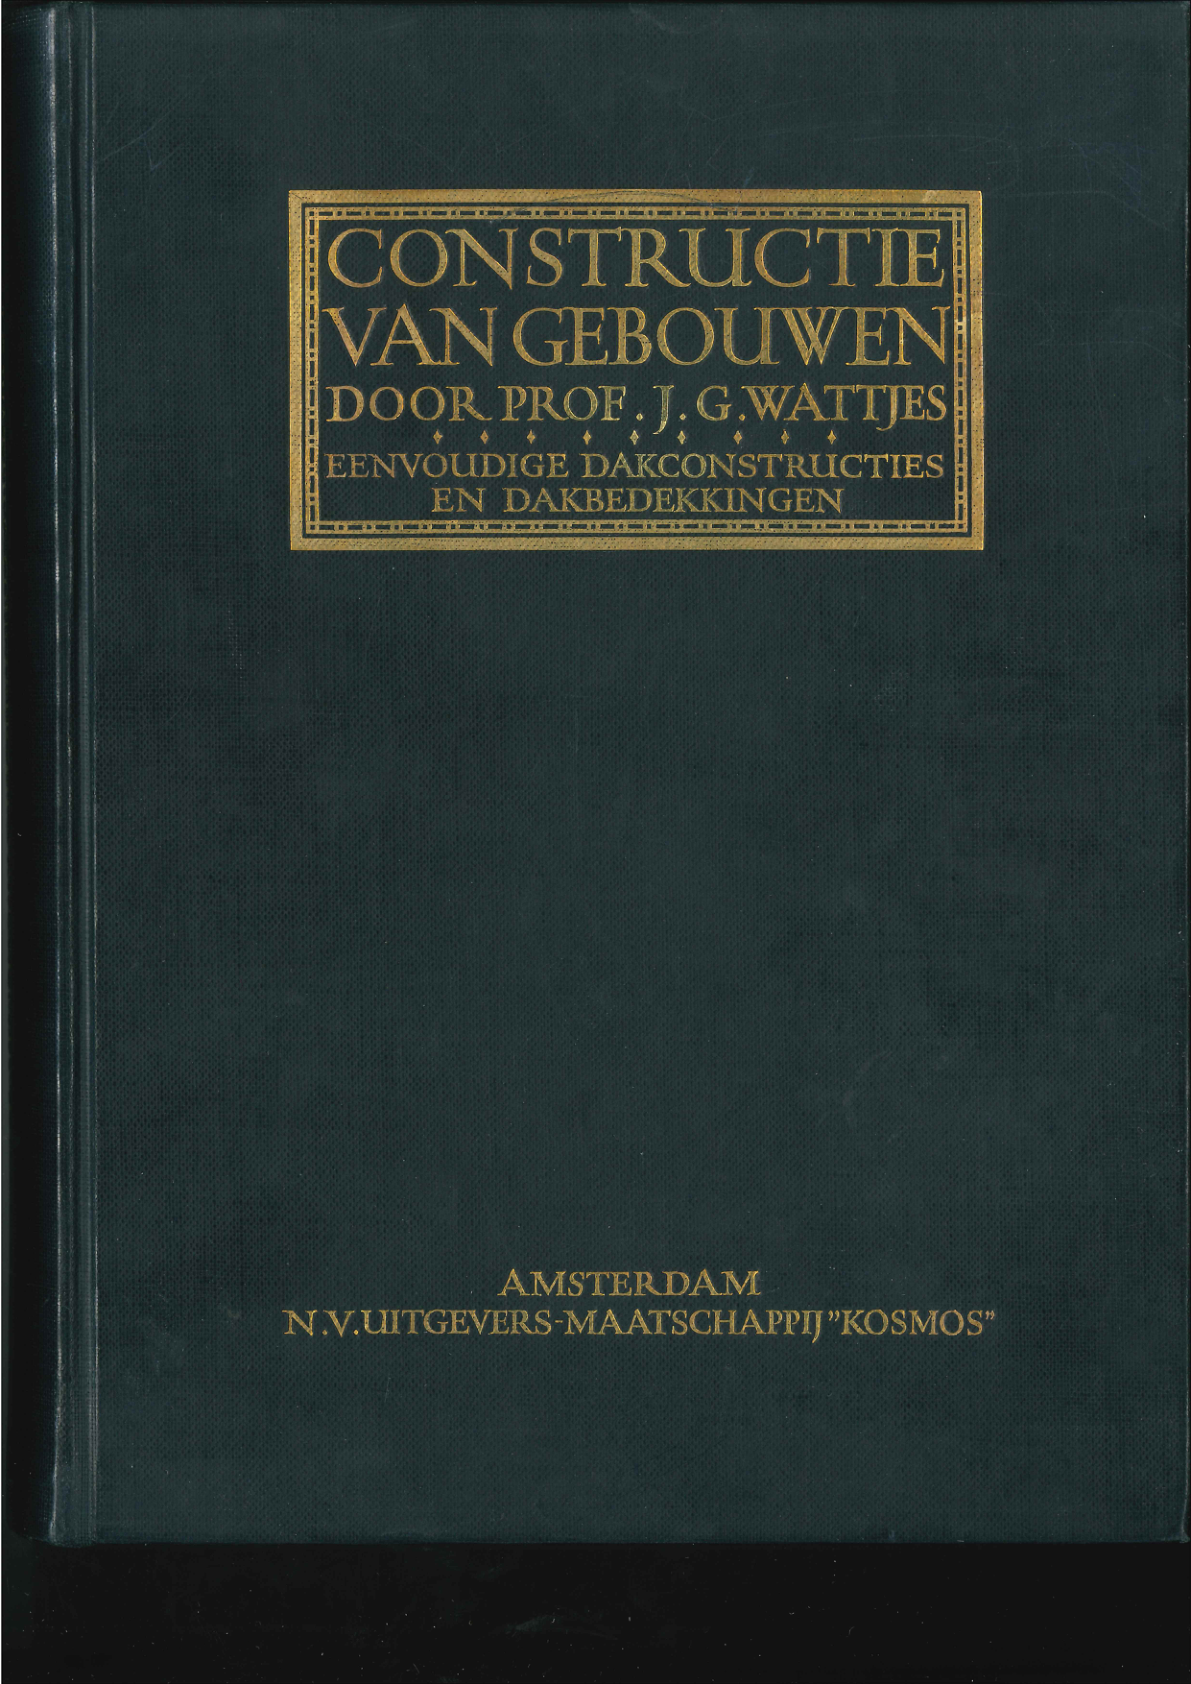 CONSTRUCTIE
VAN GEBOUWEN
DOOR PROF. J. G. WATTJES
EENVOUDIGE DAKCONSTRUCTIES
EN DAKBEDEKKINGEN
AMSTERDAM
N.V. UITGEVERS-MAATSCHAPPIJ "KOSMOS"